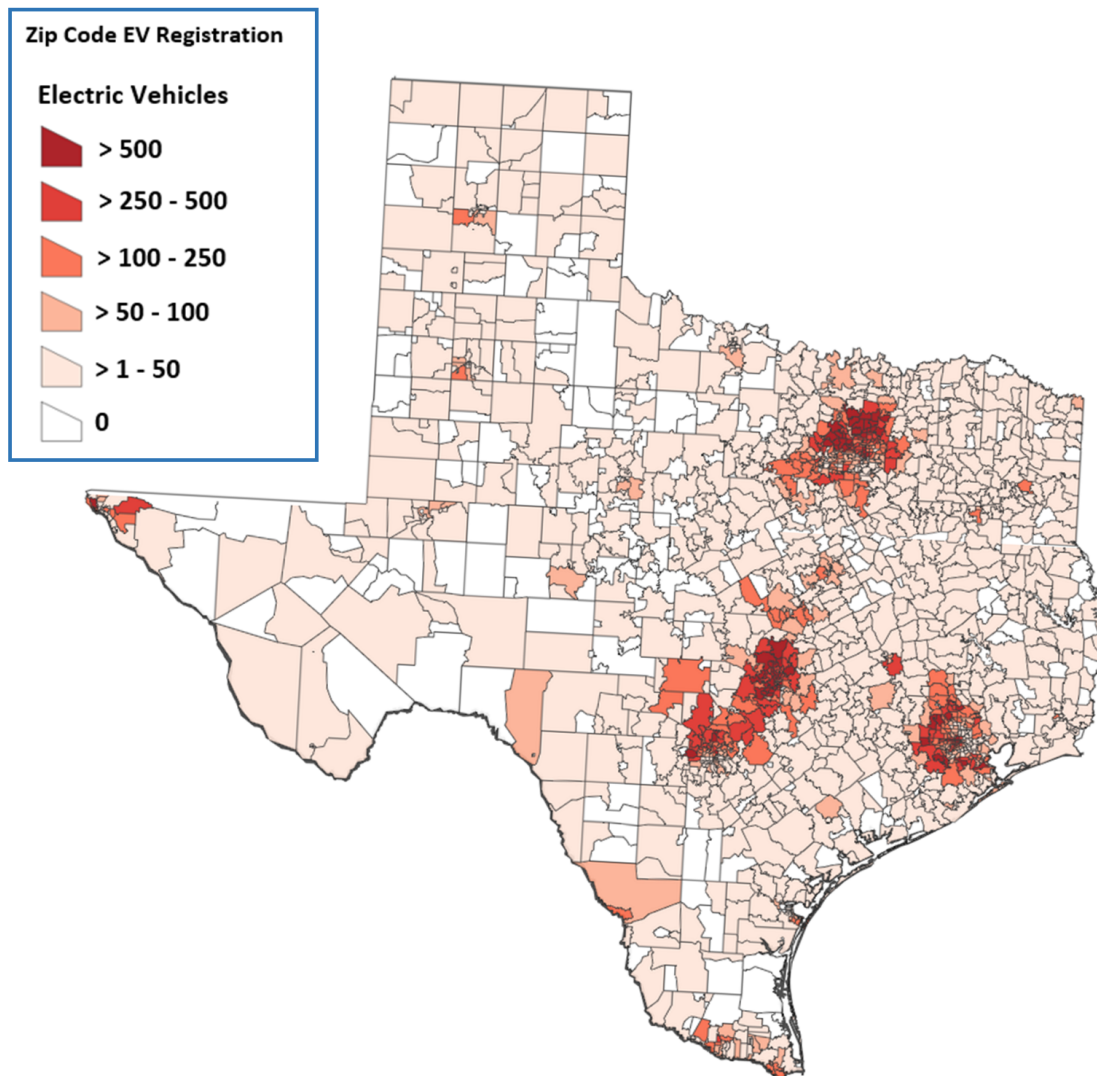 Zip Code EV Registration
Electric Vehicles
> 500
> 250 - 500
> 100 - 250
> 50 - 100
> 1 - 50
0